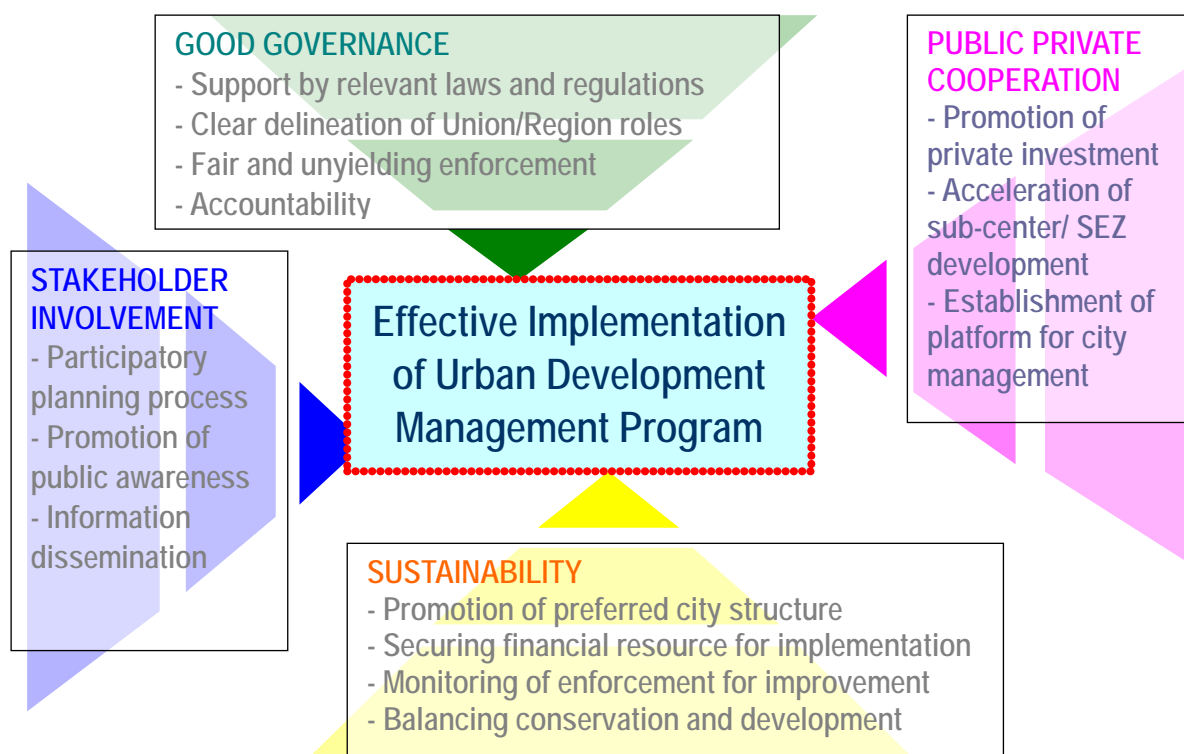 GOOD GOVERNANCE
- Support by relevant laws and regulations
- Clear delineation of Union/Region roles
- Fair and unyielding enforcement
- Accountability
PUBLIC PRIVATE
COOPERATION
- Promotion of
private investment
- Acceleration of
sub-center/ SEZ
development
- Establishment of
platform for city
management
STAKEHOLDER
INVOLVEMENT
- Participatory
planning process
- Promotion of
public awareness
- Information
dissemination
Effective Implementation
of Urban Development
Management Program
SUSTAINABILITY
- Promotion of preferred city structure
- Securing financial resource for implementation
- Monitoring of enforcement for improvement
- Balancing conservation and development